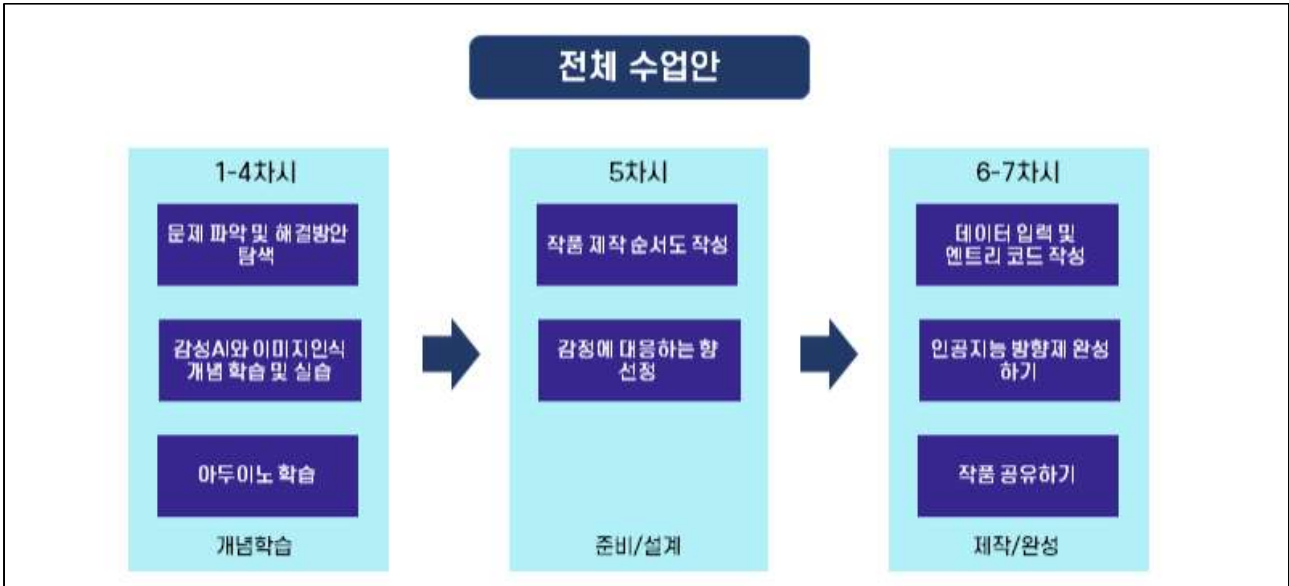 전체 수업안
1-4차시
문제 파악 및 해결방안
탐색
감성AI와 이미지인식
개념 학습 및 실습
아두이노 학습
개념학습
5차시
작품 제작 순서도 작성
감정에 대응하는 향
선정
준비/설계
6-7차시
데이터 입력 및
엔트리 코드 작성
인공지능 방향제 완성
하기
작품 공유하기
제작/완성